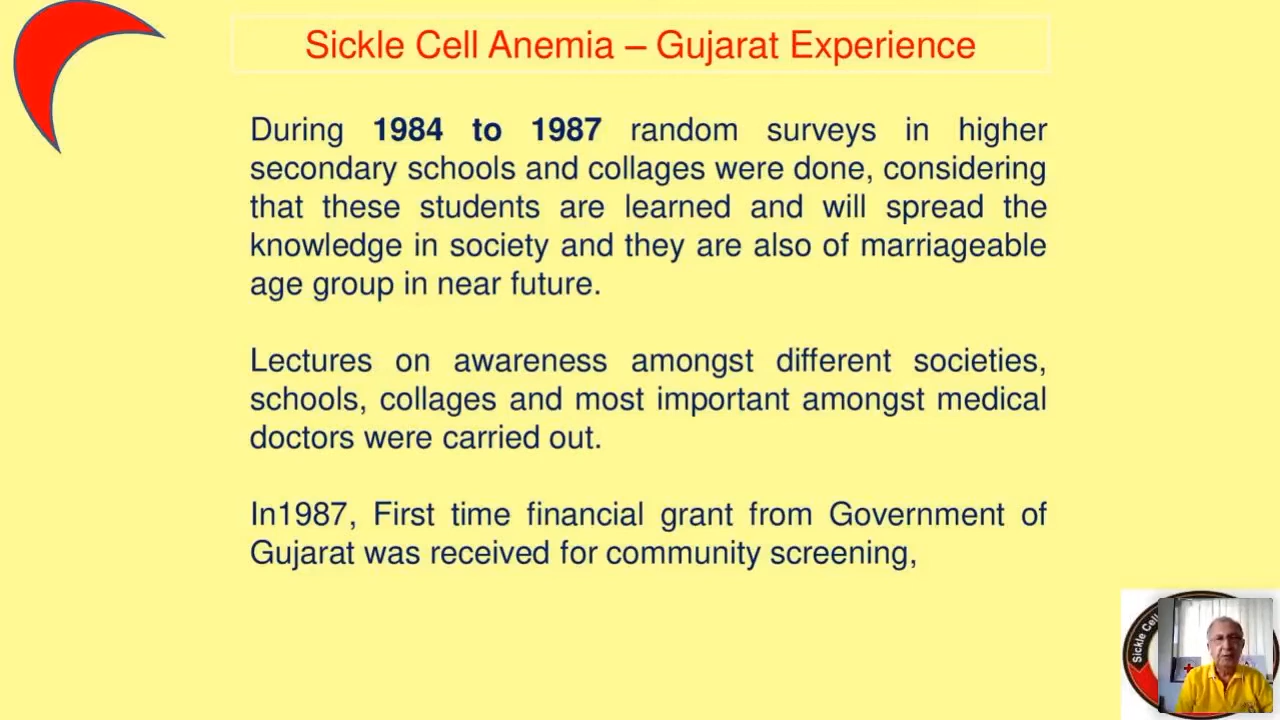 Sickle Cell Anemia – Gujarat Experience
During 1984 to 1987 random surveys in higher
secondary schools and collages were done, considering
that these students are learned and will spread the
knowledge in society and they are also of marriageable
age group in near future.
Lectures on awareness amongst different societies,
schools, collages and most important amongst medical
doctors were carried out.
In1987, First time financial grant from Government of
Gujarat was received for community screening,
Sickle Cell